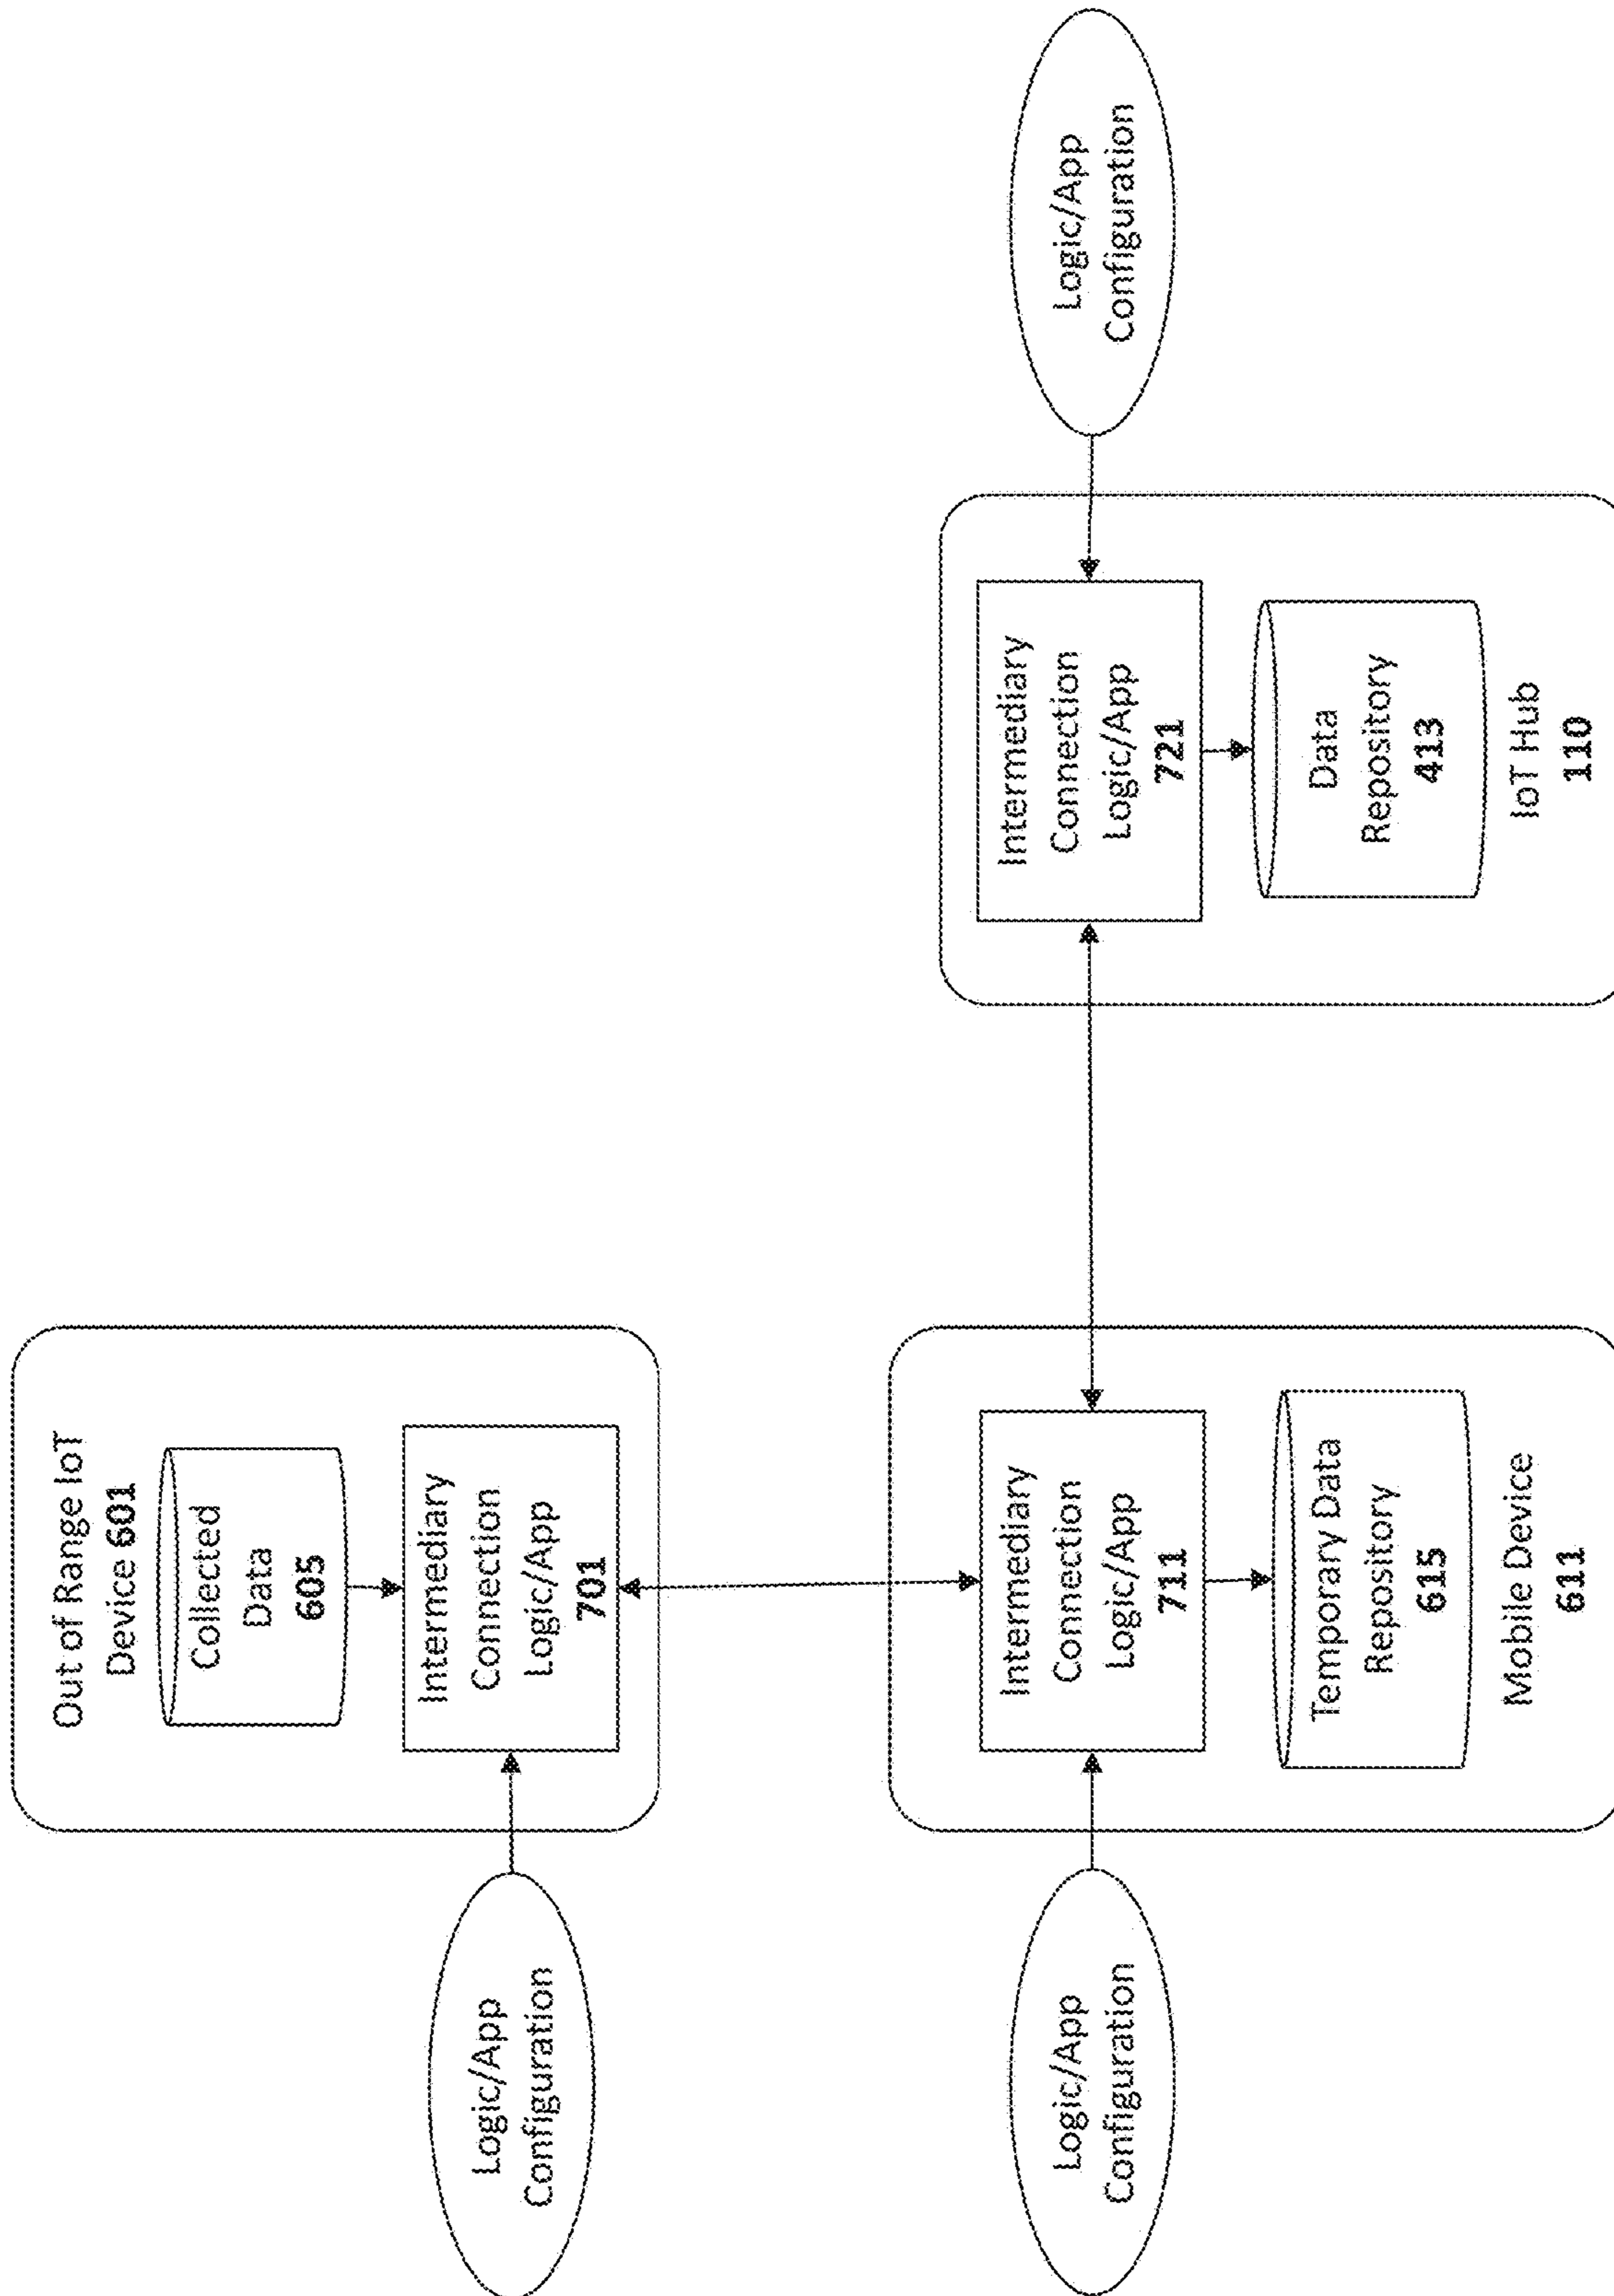 Out of Range IoT
Device 601
Collected
Data
605
Intermediary
Connection
Logic/App
701
Logic/App
Configuration
Logic/App
Configuration
Intermediary
Connection
Logic/App
711
Temporary Data
Repository
615
Mobile Device
611
Intermediary
Connection
Logic/App
721
Data
Repository
413
IoT Hub
110
Logic/App
Configuration